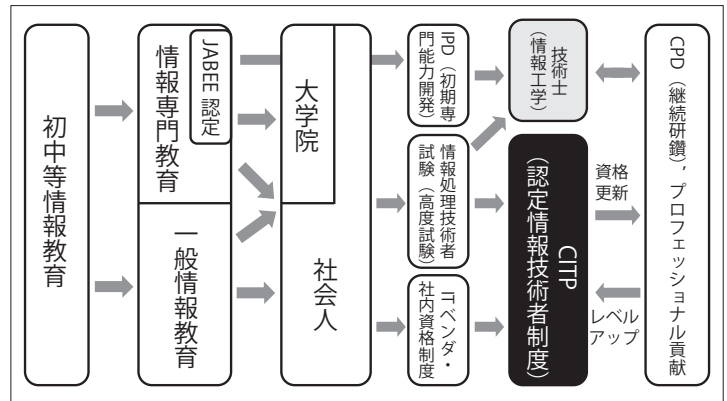 初中等情報教育
情報専門教育
JABEE 認定
一般情報教育
大学院
社会人
IPD（初期専
門能力開発）
情報処理技術者
試験（高度試験）
ITベンダ・
社内資格制度
技術士
（情報工学）
CITP
（認定情報技術者制度）
資格
更新
レベル
アップ
CPD（継続研鑽），プロフェッショナル貢献